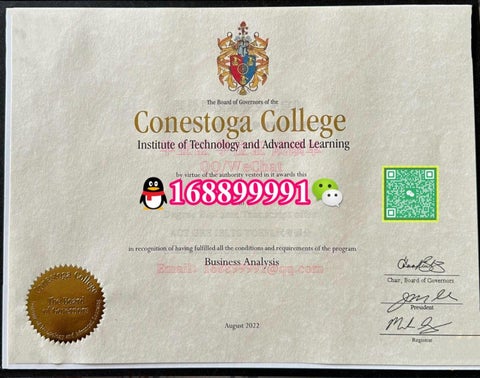 The Board of Governors of the
Conestoga College
Institute of Technology and Advanced Learning
QQ/WeChat
by virtue of the authority vested in it awards this
168899991
in recognition of having fulfilled all the conditions and requirements of the program.
Business Analysis
Email: 168899991@qq.com
Conestoga College
The Board
of Governors
Chair, Board of Governors
President
Registrar
August 2022